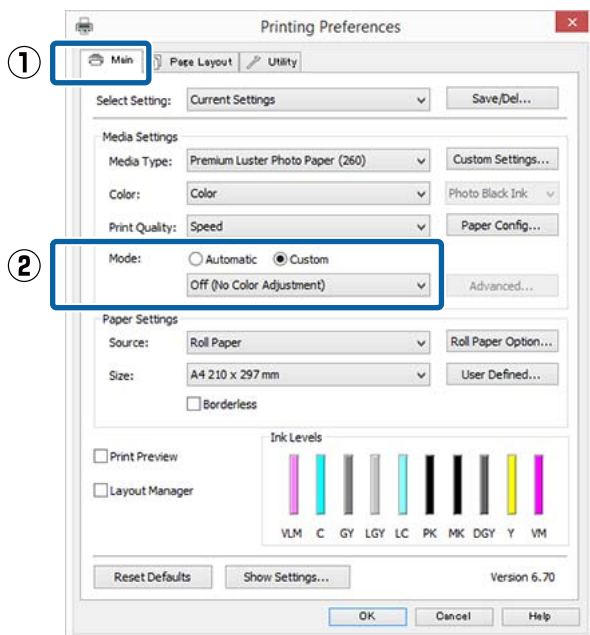 Printing Preferences
①
Main Page Layout Utility
Select Setting: Current Settings Save/Del...
Media Settings
Media Type: Premium Luster Photo Paper (260) Custom Settings...
Color: Color Photo Black Ink
Print Quality: Speed Paper Config...
②
Mode: Automatic Custom
Off (No Color Adjustment) Advanced...
Paper Settings
Source: Roll Paper Roll Paper Option...
Size: A4 210 x 297 mm User Defined...
Borderless
Ink Levels
Print Preview
Layout Manager
VLM C GY LGY LC PK MK DGY Y VM
Reset Defaults Show Settings... Version 6.70
OK Cancel Help